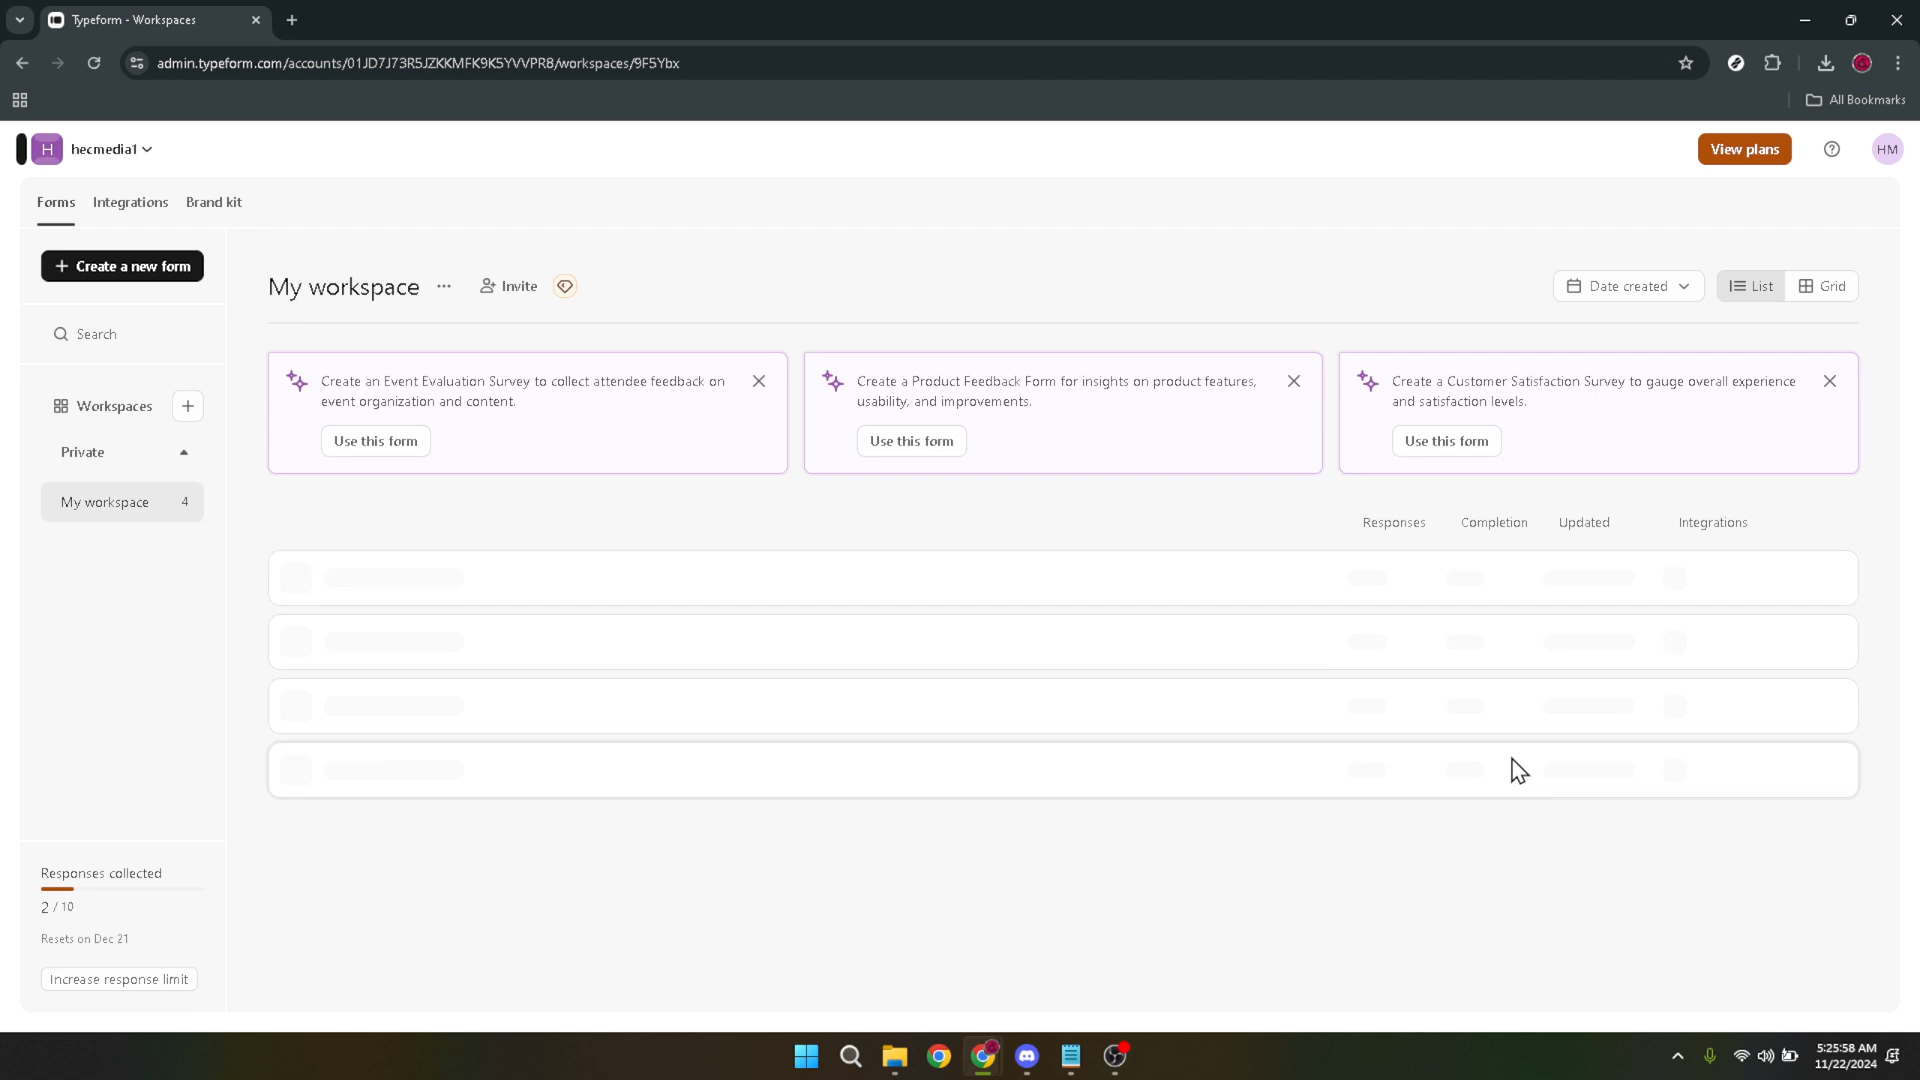 Typeform - Workspaces
admin.typeform.com/accounts/01JD7J73R5JZKKMFK9K5YVVPR8/workspaces/9F5Ybx
All Bookmarks
H
hecmedia1
View plans
HM
Forms
Integrations
Brand kit
Create a new form
My workspace
Invite
Date created
List
Grid
Search
Create an Event Evaluation Survey to collect attendee feedback on
event organization and content.
Use this form
Create a Product Feedback Form for insights on product features,
usability, and improvements.
Use this form
Create a Customer Satisfaction Survey to gauge overall experience
and satisfaction levels.
Use this form
Workspaces
Private
My workspace 4
Responses
Completion
Updated
Integrations
Responses collected
2 / 10
Resets on Dec 21
Increase response limit
5:25:58 AM
11/22/2024